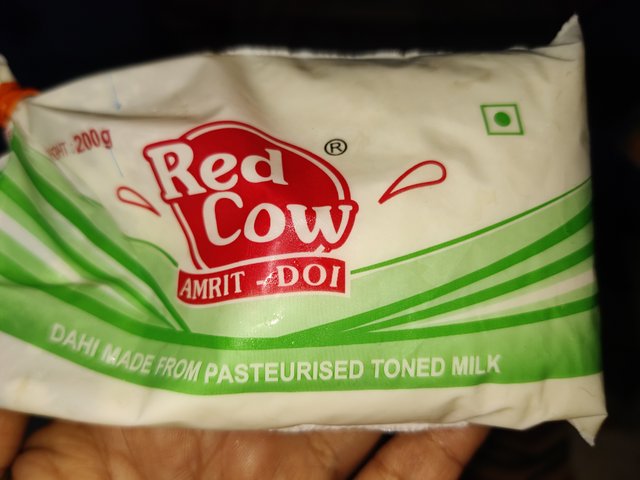 200g
Red
Cow
®
AMRIT - DOI
DAHI MADE FROM PASTEURISED TONED MILK